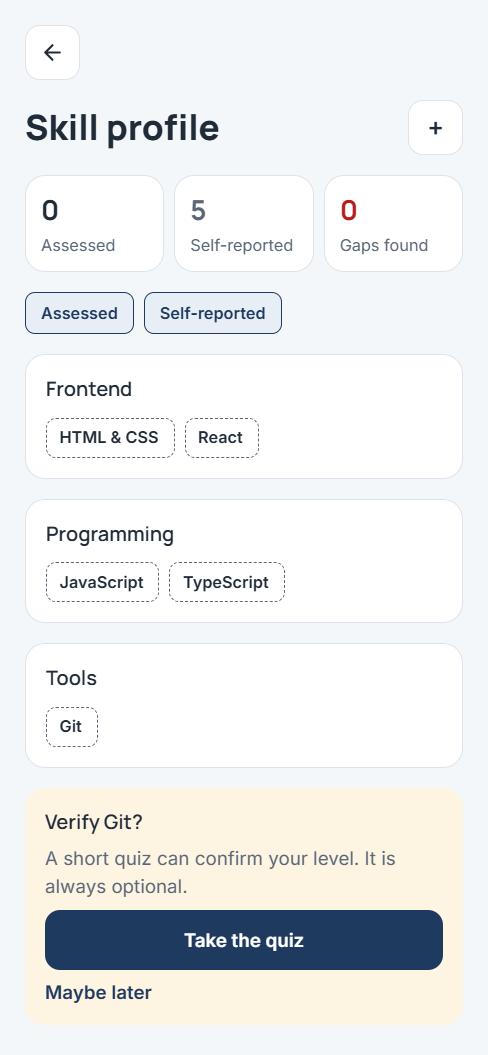 Skill profile
+
0
Assessed
5
Self-reported
0
Gaps found
Assessed
Self-reported
Frontend
HTML & CSS
React
Programming
JavaScript
TypeScript
Tools
Git
Verify Git?
A short quiz can confirm your level. It is
always optional.
Take the quiz
Maybe later